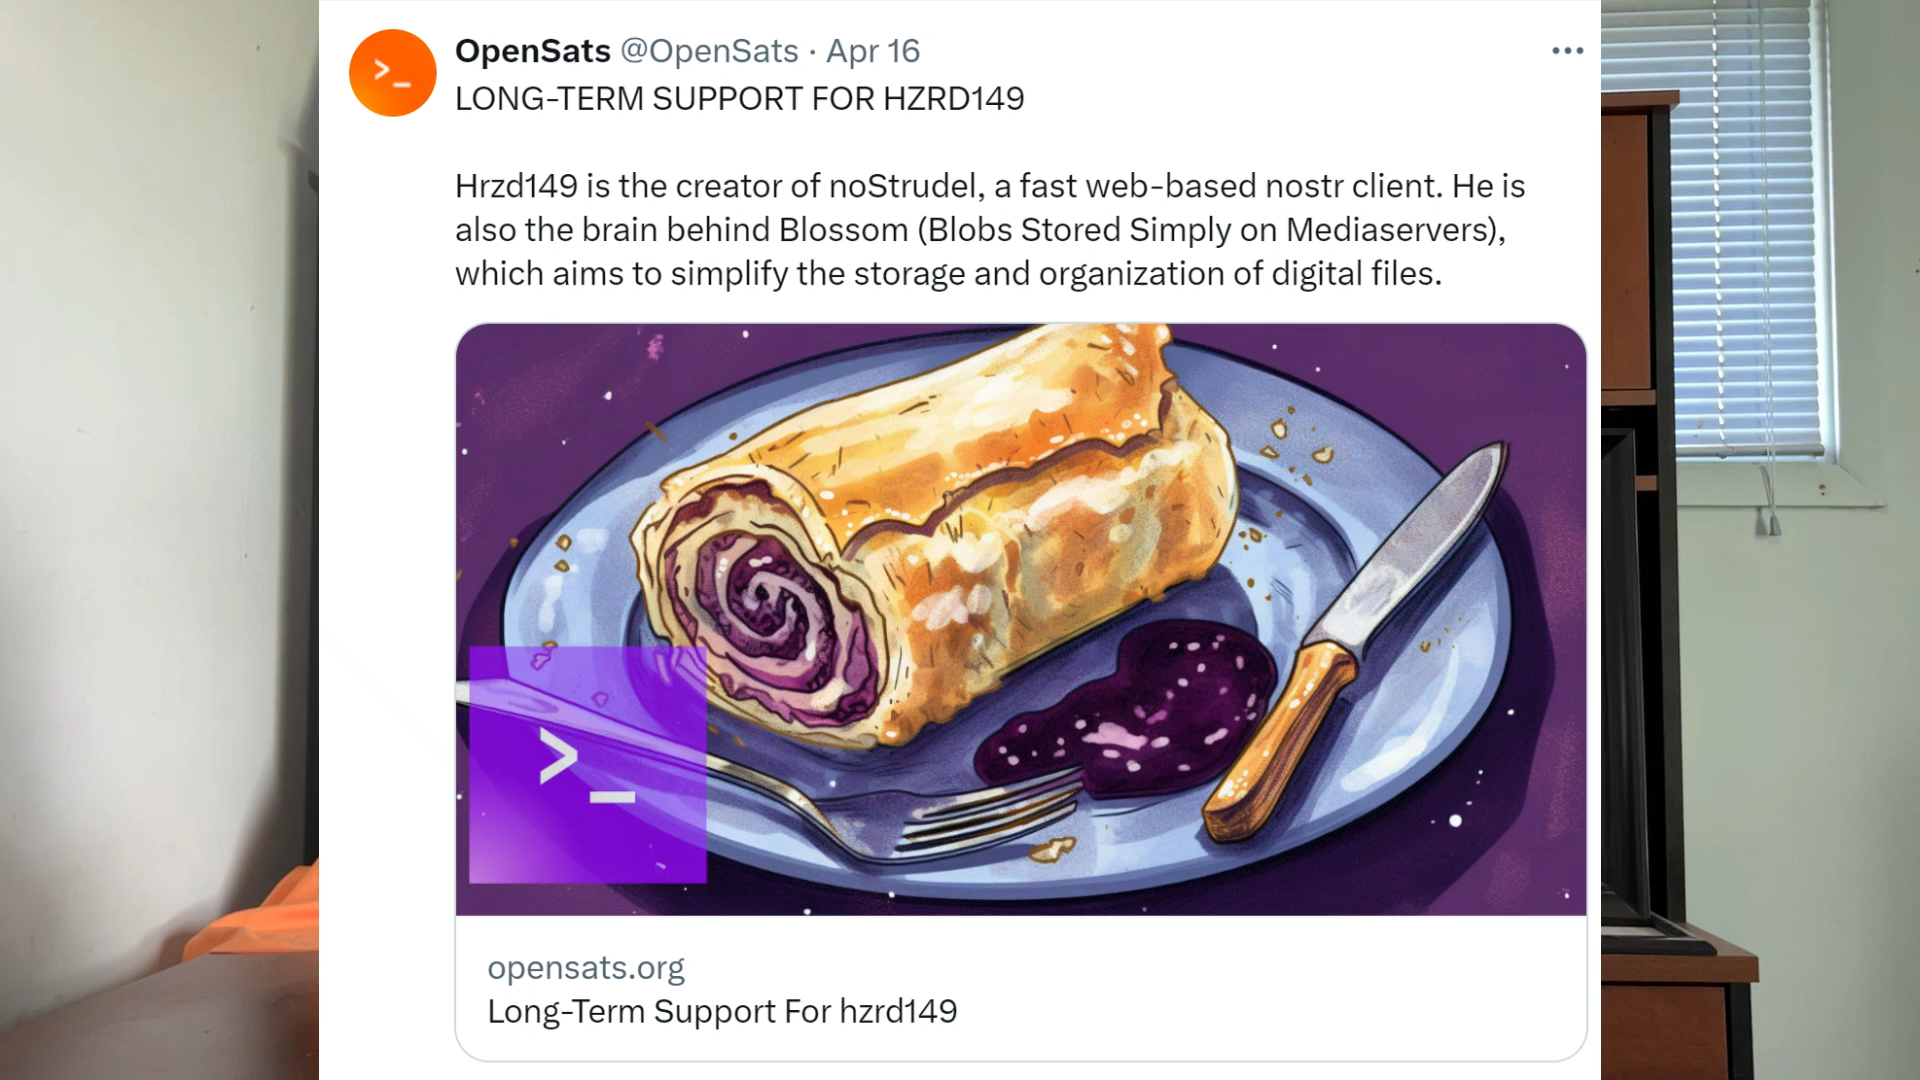 OpenSats @OpenSats · Apr 16
LONG-TERM SUPPORT FOR HZRD149
Hrzd149 is the creator of noStrudel, a fast web-based nostr client. He is
also the brain behind Blossom (Blobs Stored Simply on Mediaservers),
which aims to simplify the storage and organization of digital files.
opensats.org
Long-Term Support For hzrd149